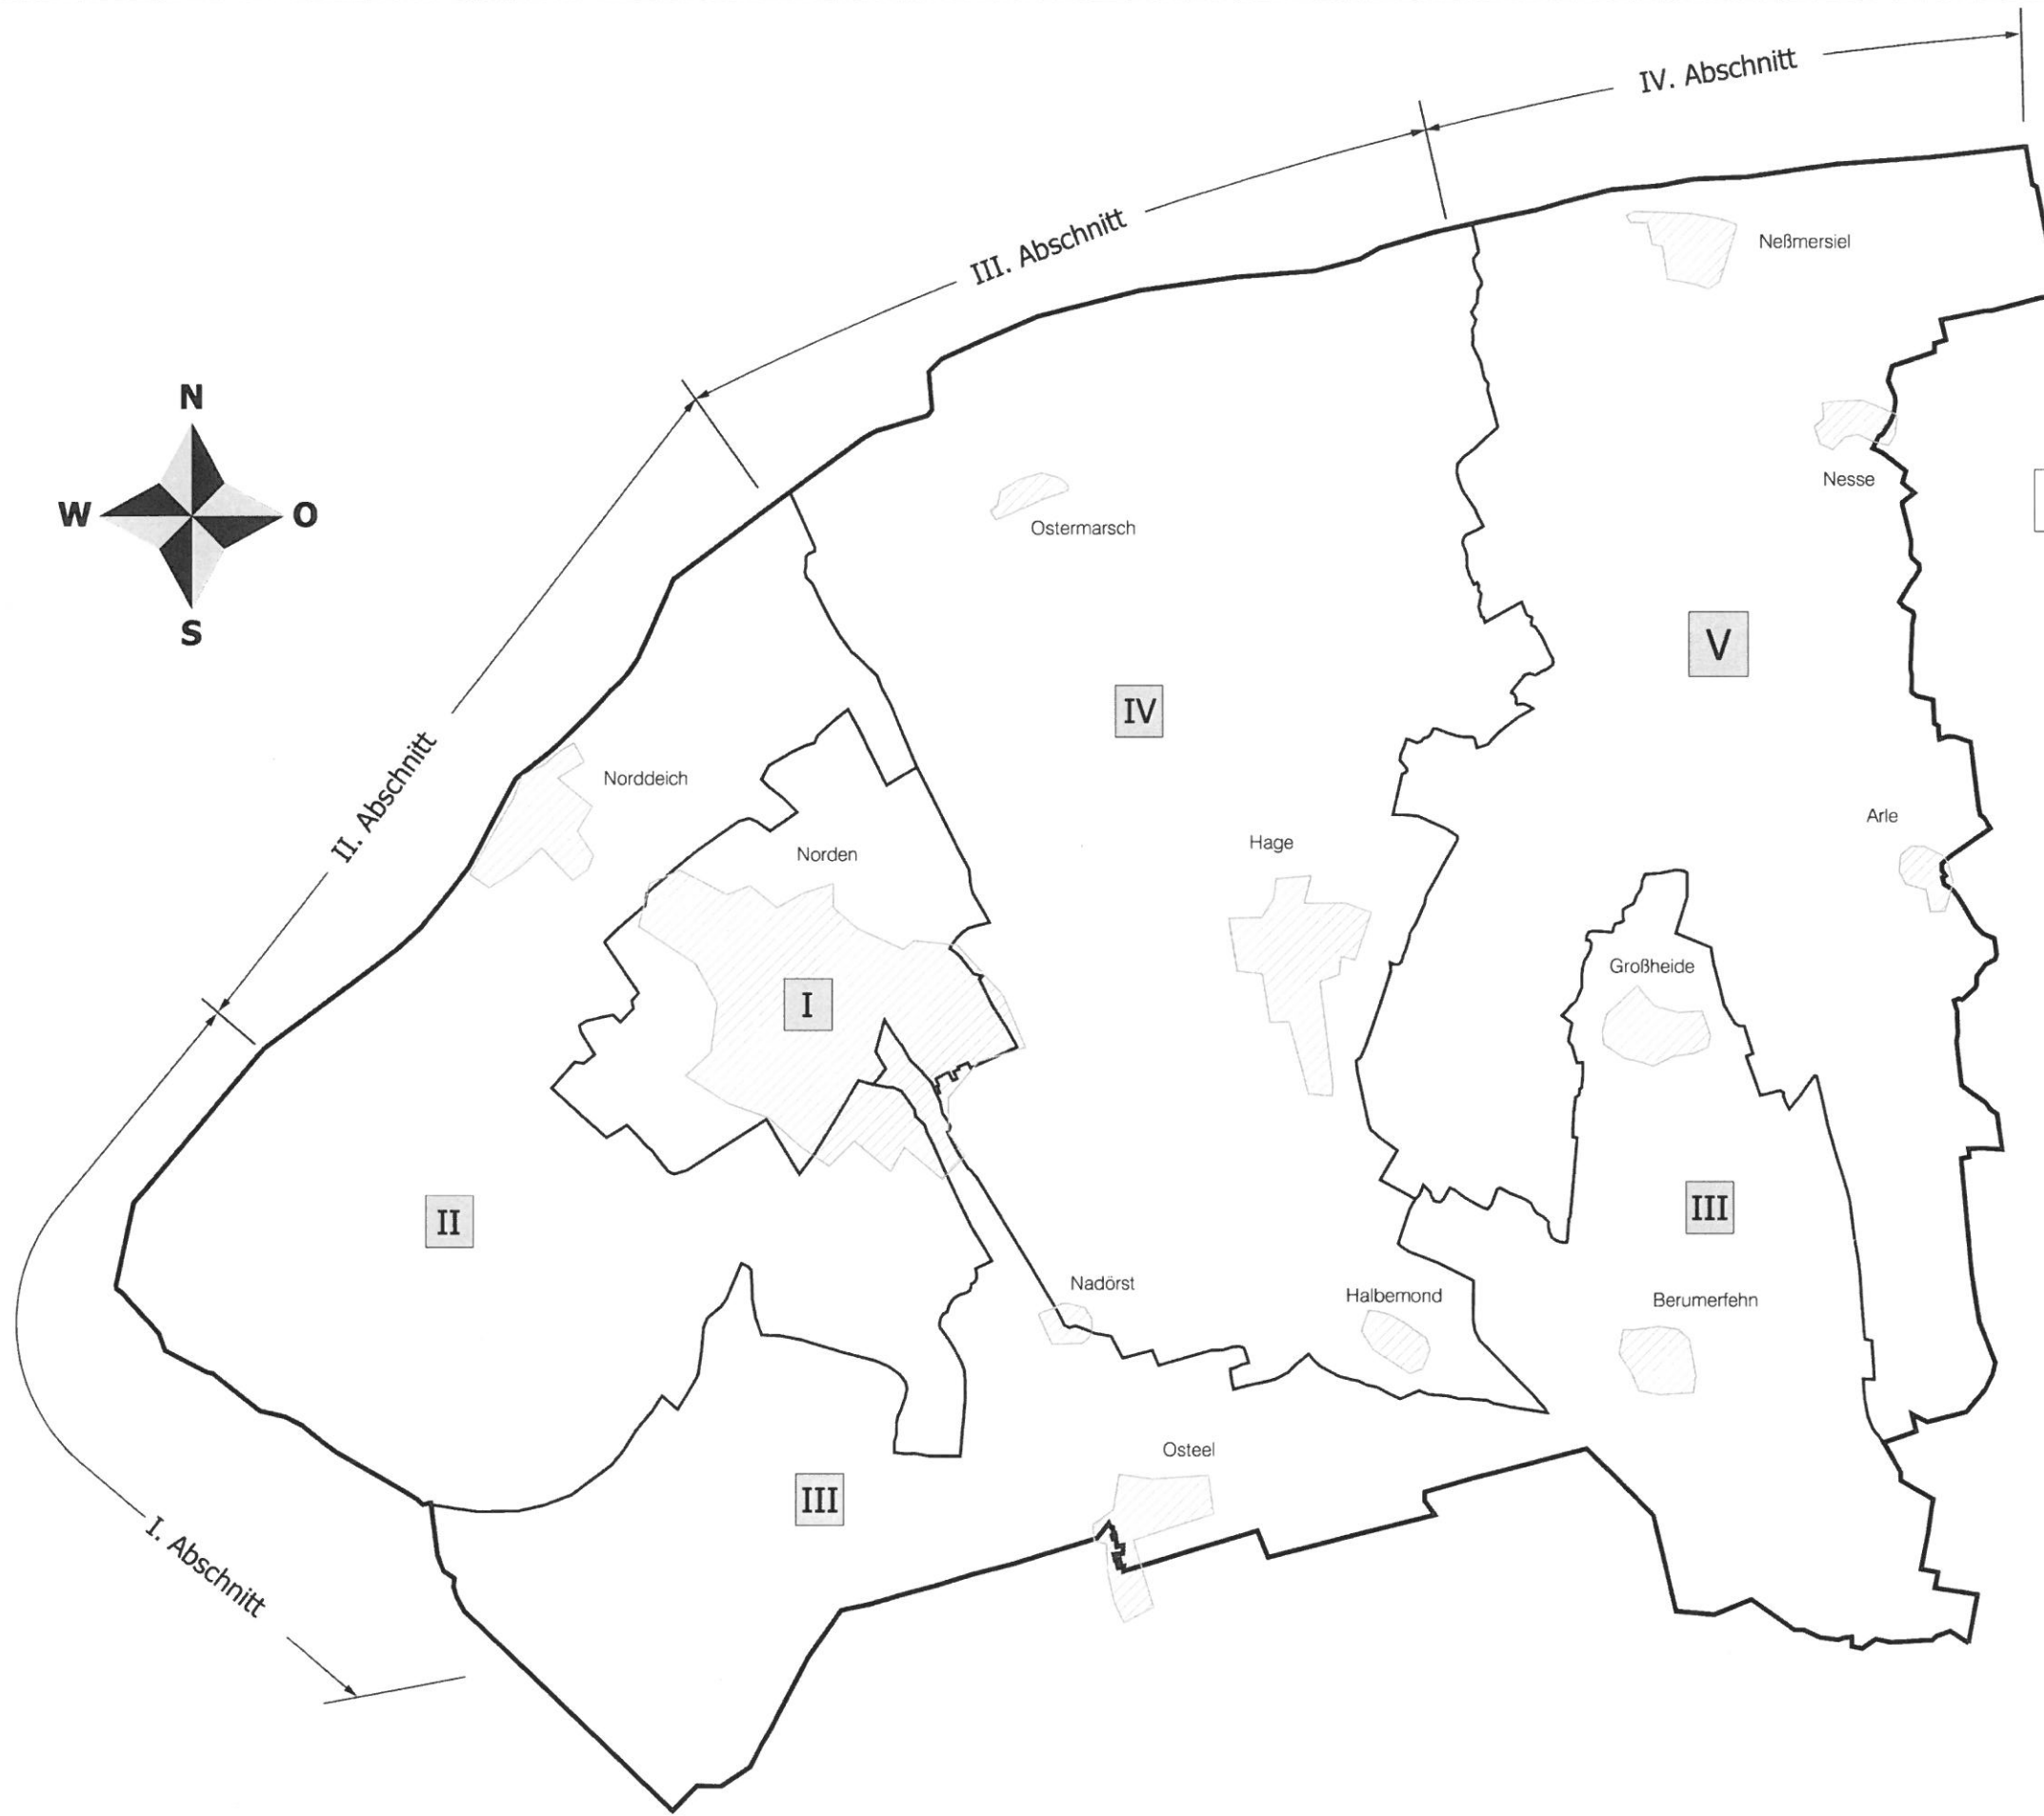 IV. Abschnitt
III. Abschnitt
Neßmersiel
N
W
O
S
Nesse
Ostermarsch
V
IV
II. Abschnitt
Norddeich
Arle
Hage
Norden
Großheide
I
II
III
Nadörst
Halbemond
Berumerfehn
Osteel
III
I. Abschnitt